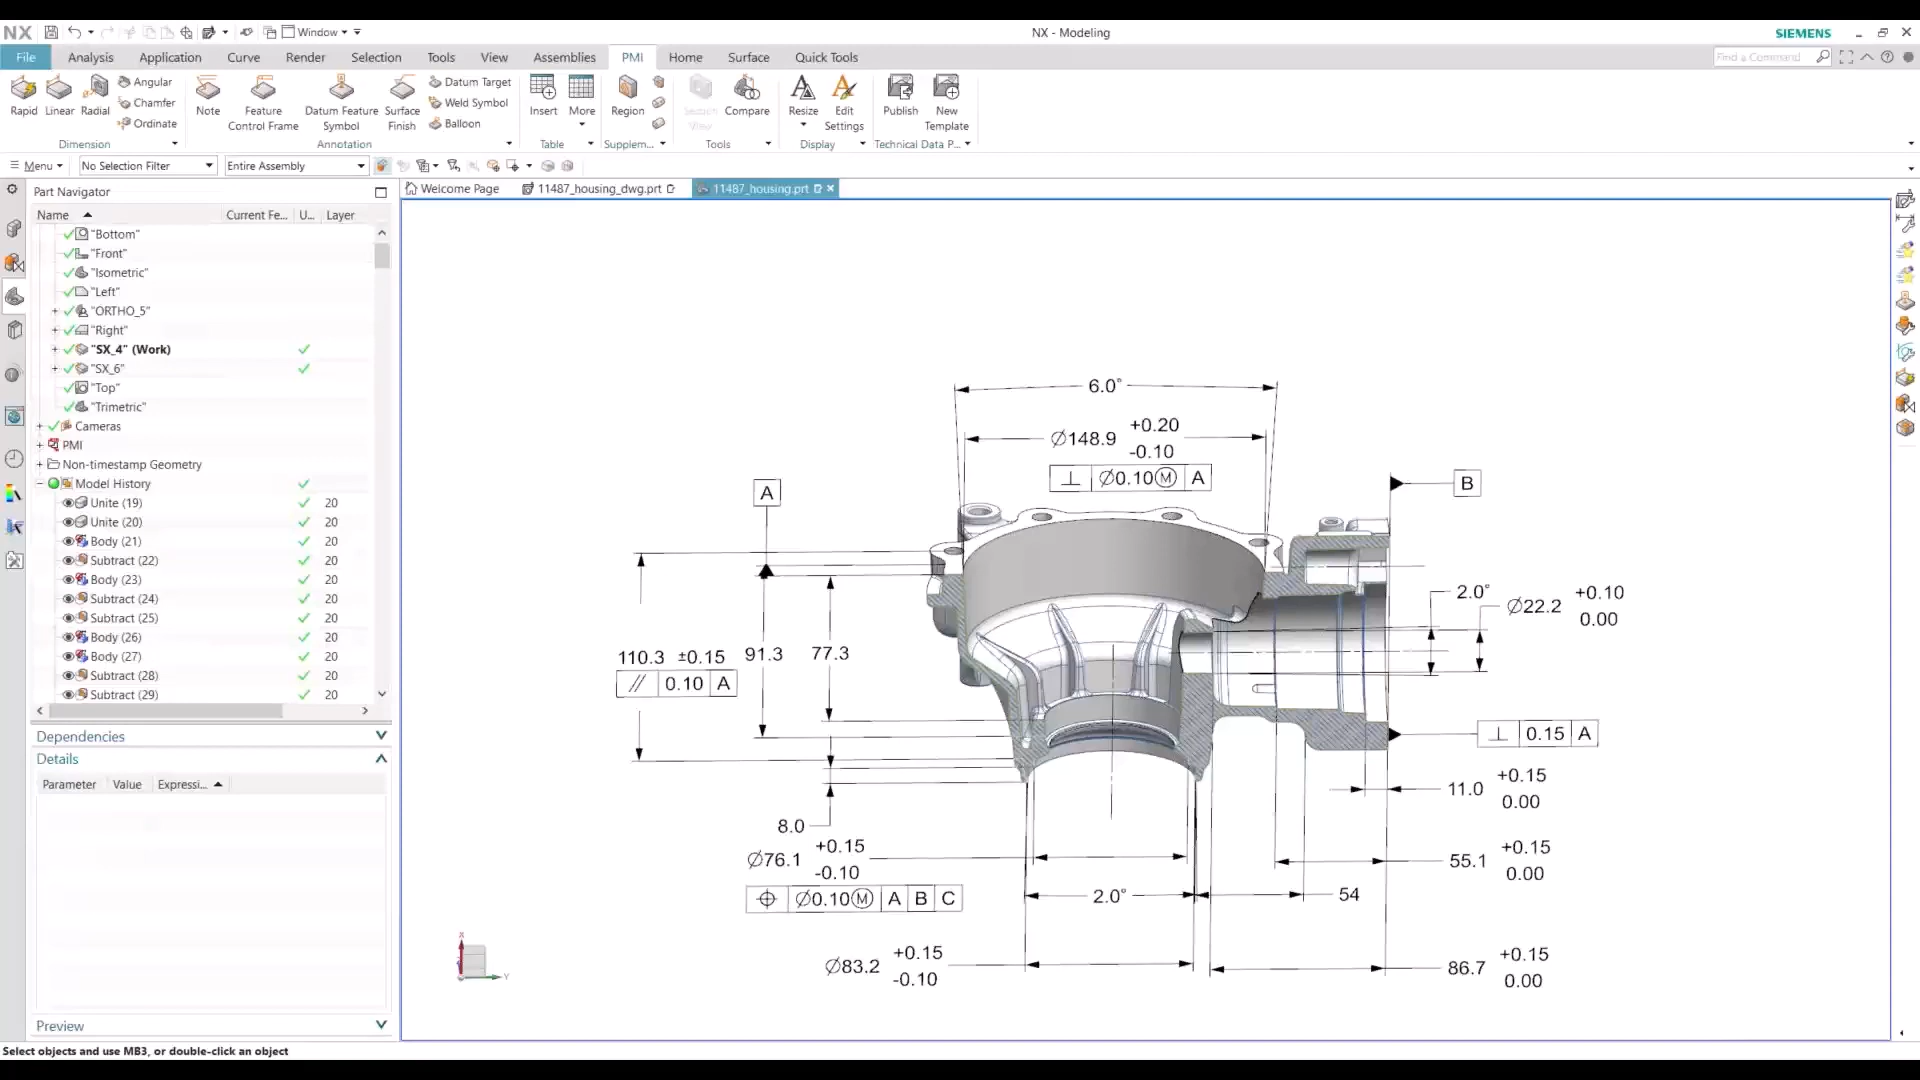 NX
Window
NX - Modeling
SIEMENS
File
Analysis
Application
Curve
Render
Selection
Tools
View
Assemblies
PMI
Home
Surface
Quick Tools
Find a Command
Rapid
Linear
Radial
Angular
Chamfer
Ordinate
Dimension
Note
Feature
Control Frame
Datum Feature
Symbol
Surface
Finish
Datum Target
Weld Symbol
Balloon
Annotation
Insert
More
Table
Region
Supplem...
Section
View
Compare
Tools
Resize
Edit
Settings
Display
Publish
New
Template
Technical Data P...
Menu
No Selection Filter
Entire Assembly
Part Navigator
Welcome Page
11487_housing_dwg.prt
11487_housing.prt
Name
Current Fe...
U...
Layer
"Bottom"
"Front"
"Isometric"
"Left"
"ORTHO_5"
"Right"
"SX_4" (Work)
"SX_6"
"Top"
"Trimetric"
Cameras
PMI
Non-timestamp Geometry
Model History
Unite (19) 20
Unite (20) 20
Body (21) 20
Subtract (22) 20
Body (23) 20
Subtract (24) 20
Subtract (25) 20
Body (26) 20
Body (27) 20
Subtract (28) 20
Subtract (29) 20
Dependencies
Details
Parameter
Value
Expressi...
Preview
Select objects and use MB3, or double-click an object
6.0°
∅148.9 +0.20
-0.10
⊥ ∅0.10Ⓜ A
A
B
2.0°
∅22.2 +0.10
0.00
110.3 ±0.15
// 0.10 A
91.3
77.3
⊥ 0.15 A
11.0 +0.15
0.00
8.0
∅76.1 +0.15
-0.10
⌖ ∅0.10Ⓜ A B C
55.1 +0.15
0.00
2.0°
54
∅83.2 +0.15
-0.10
86.7 +0.15
0.00
X
Y